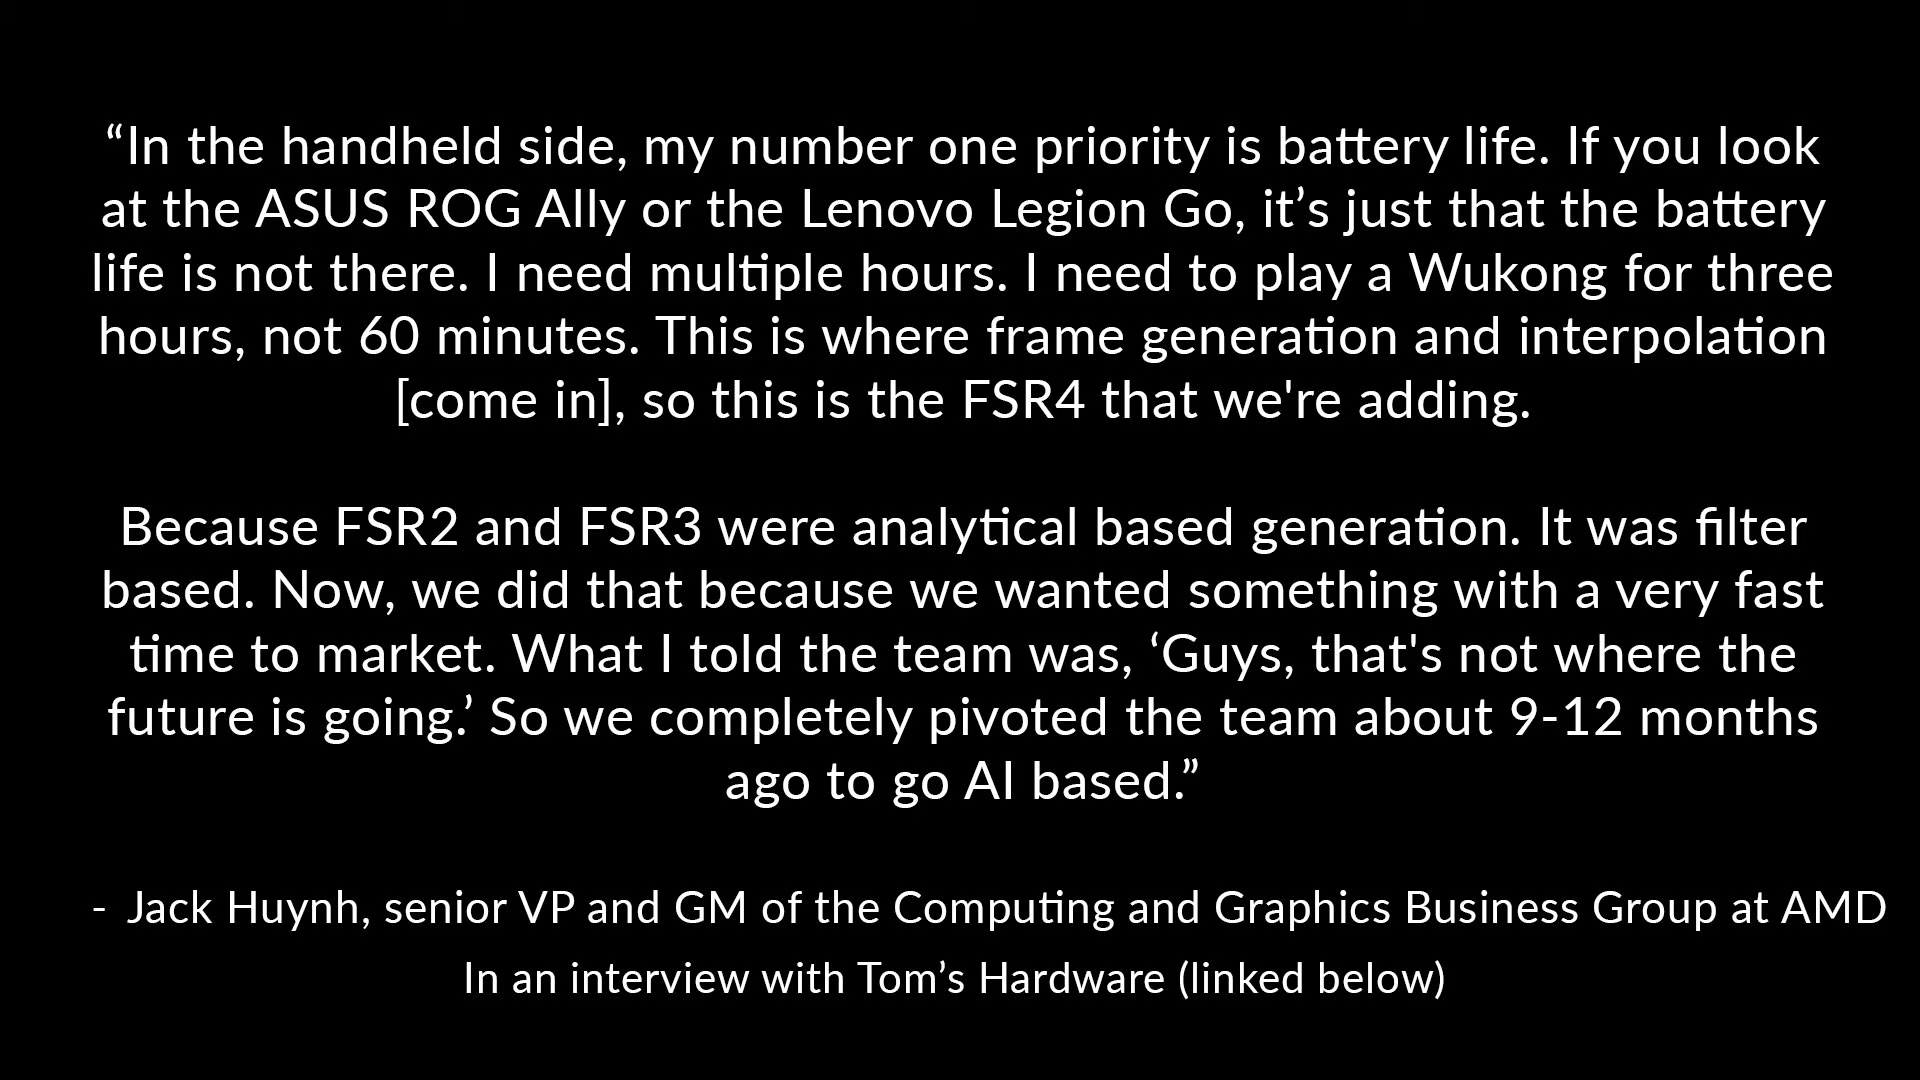 “In the handheld side, my number one priority is battery life. If you look
at the ASUS ROG Ally or the Lenovo Legion Go, it’s just that the battery
life is not there. I need multiple hours. I need to play a Wukong for three
hours, not 60 minutes. This is where frame generation and interpolation
[come in], so this is the FSR4 that we're adding.
Because FSR2 and FSR3 were analytical based generation. It was filter
based. Now, we did that because we wanted something with a very fast
time to market. What I told the team was, ‘Guys, that's not where the
future is going.’ So we completely pivoted the team about 9-12 months
ago to go AI based.”
- Jack Huynh, senior VP and GM of the Computing and Graphics Business Group at AMD
In an interview with Tom’s Hardware (linked below)